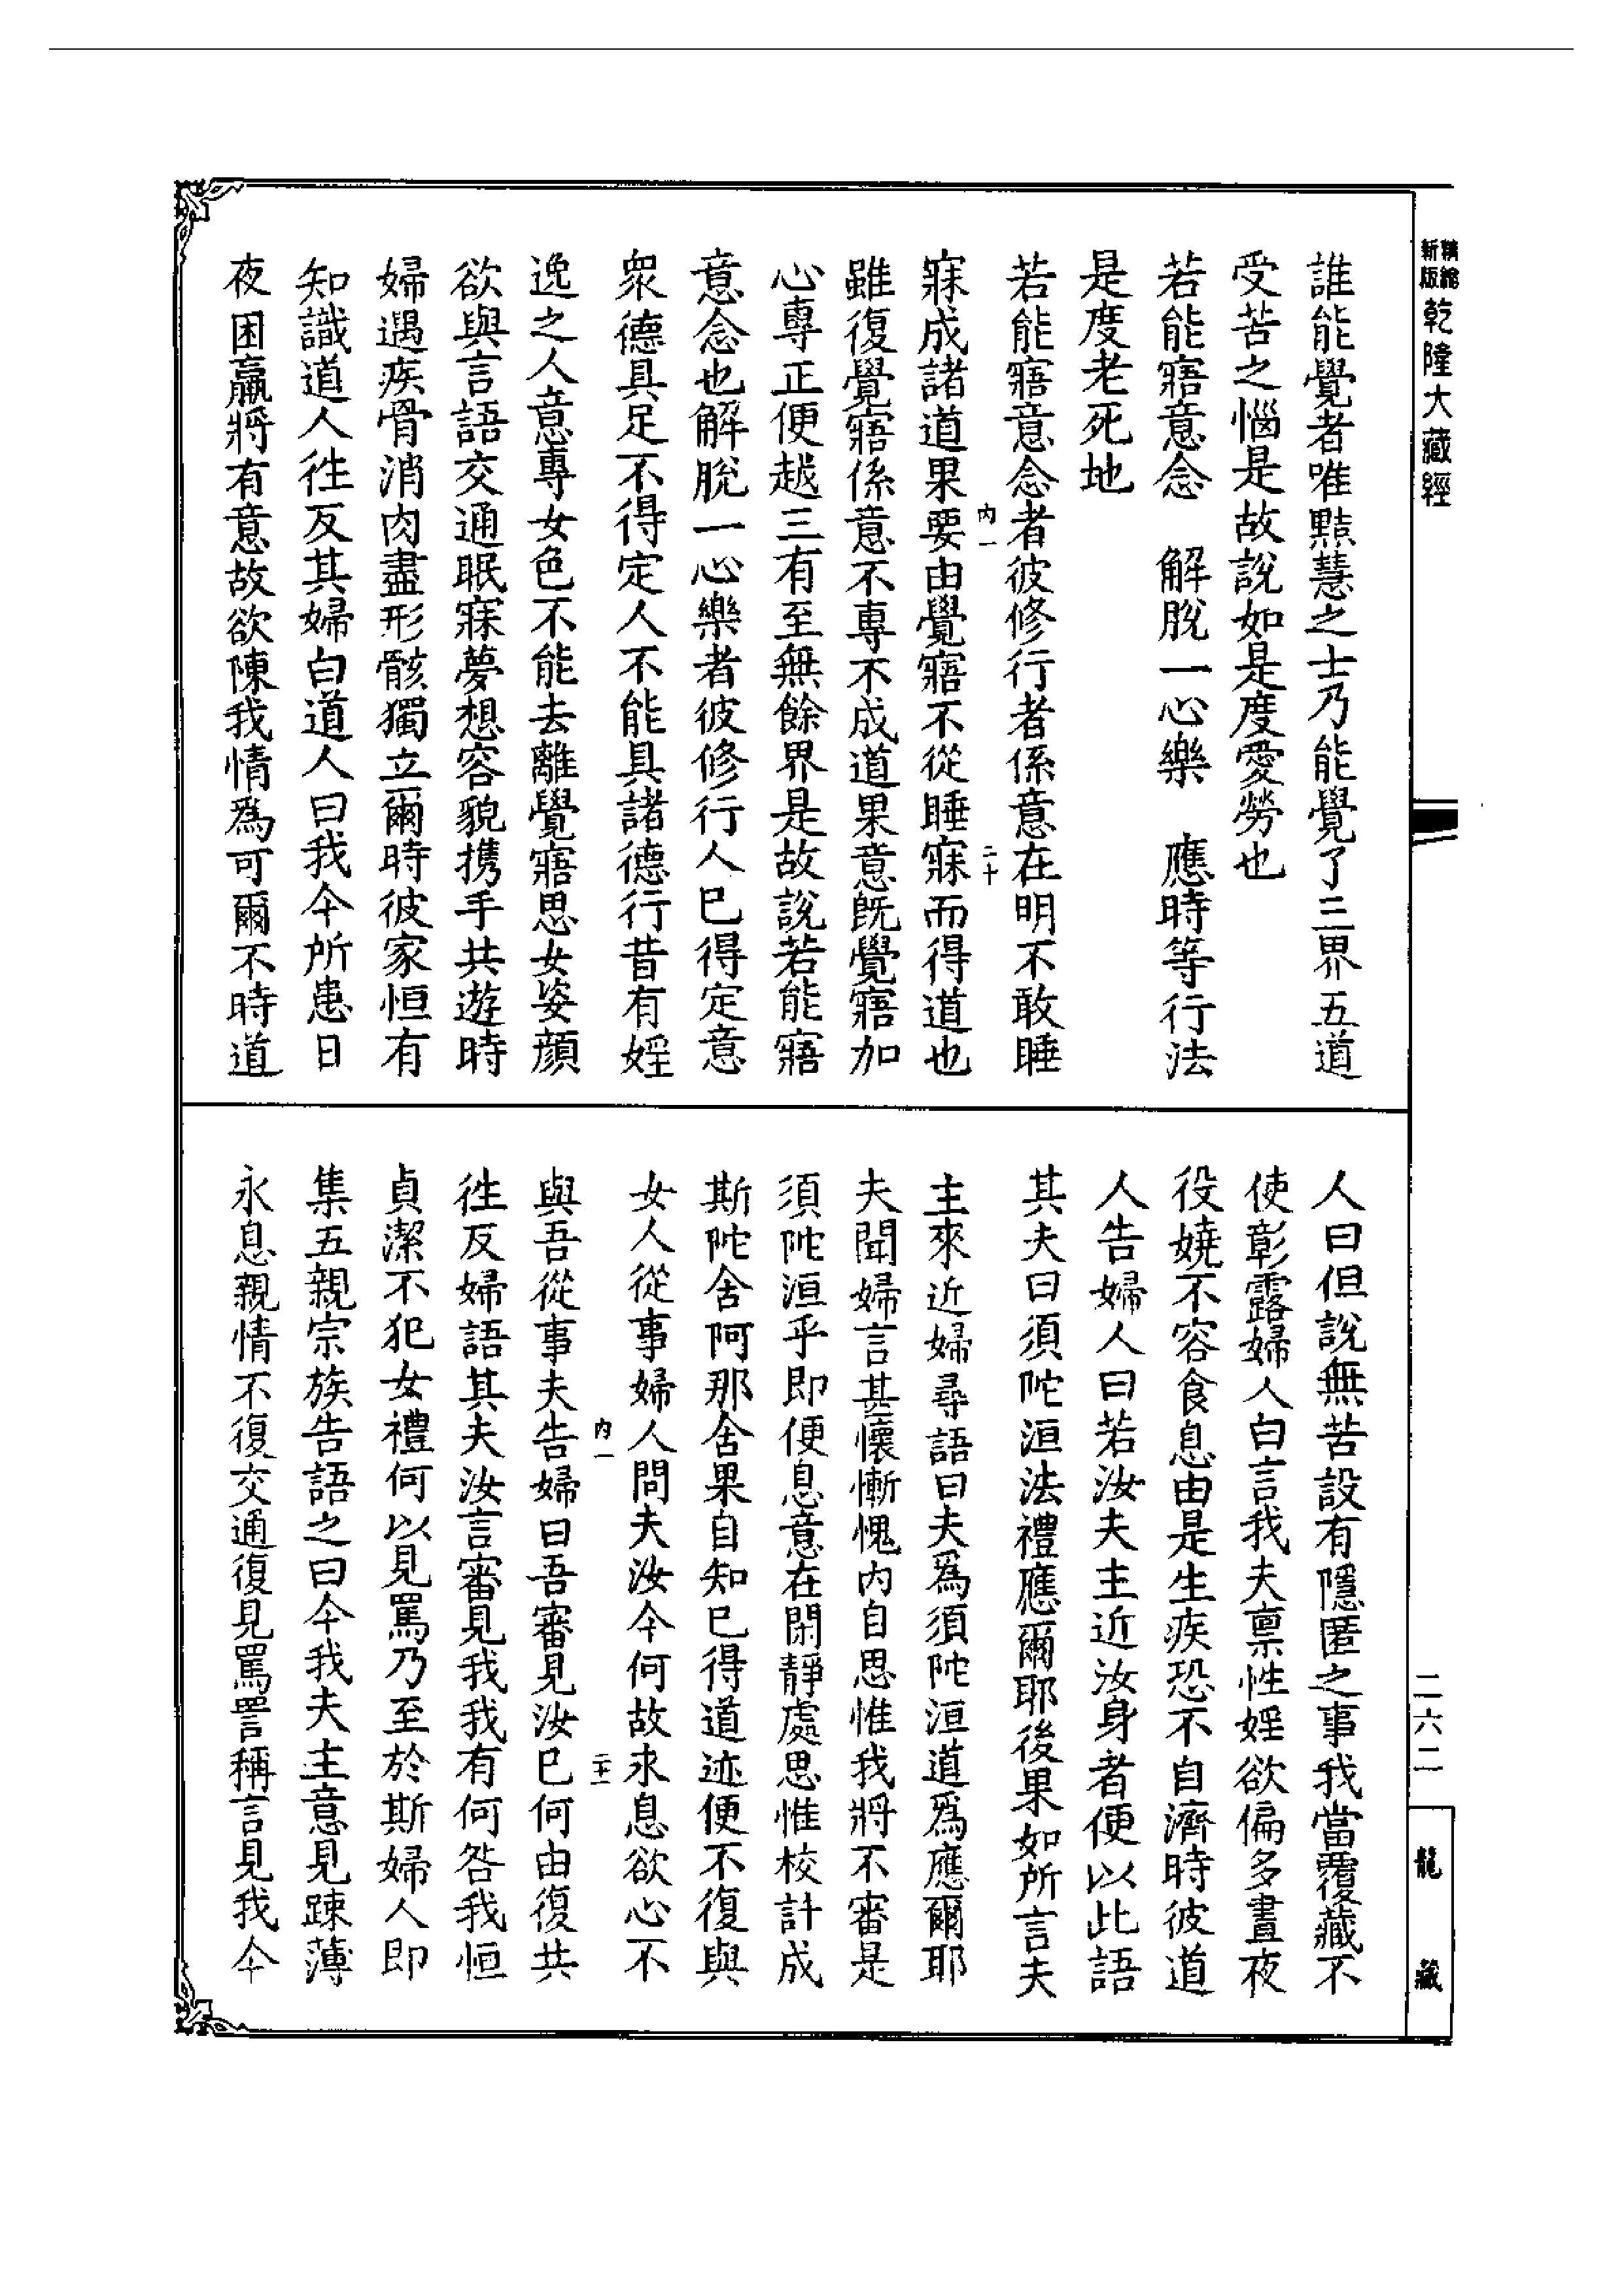 新版精縮乾隆大藏經
誰能覺者唯黠慧之士乃能覺了三界五道
受苦之惱是故說如是度愛勞也
若能寤意念　解脫一心樂　應時等行法
是度老死地
若能寤意念者彼修行者係意在明不敢睡
內一　二十
寐成諸道果要由覺寤不從睡寐而得道也
雖復覺寤係意不專不成道果意旣覺寤加
心專正便越三有至無餘界是故說若能寤
意念也解脫一心樂者彼修行人已得定意
衆德具足不得定人不能具諸德行昔有婬
逸之人意專女色不能去離覺寤思女姿顔
欲與言語交通眠寐夢想容貌携手共遊時
婦遇疾骨消肉盡形骸獨立爾時彼家恒有
知識道人徃反其婦白道人曰我今所患日
夜困羸將有意故欲陳我情爲可爾不時道
人曰但說無苦設有隱匿之事我當覆藏不
使彰露婦人白言我夫禀性婬欲偏多晝夜
役嬈不容食息由是生疾恐不自濟時彼道
人告婦人曰若汝夫主近汝身者便以此語
其夫曰須陀洹法禮應爾耶後果如所言夫
主來近婦尋語曰夫爲須陀洹道爲應爾耶
夫聞婦言甚懷慚愧內自思惟我將不審是
須陀洹乎即便息意在閑靜處思惟校計成
斯陀含阿那含果自知已得道迹便不復與
女人從事婦人問夫汝今何故永息欲心不
內一　二十一
與吾從事夫告婦曰吾審見汝已何由復共
徃反婦語其夫汝言審見我我有何咎我恒
貞潔不犯女禮何以見罵乃至於斯婦人即
集五親宗族告語之曰今我夫主意見踈薄
永息親情不復交通復見罵詈稱言見我今
二六二
龍藏